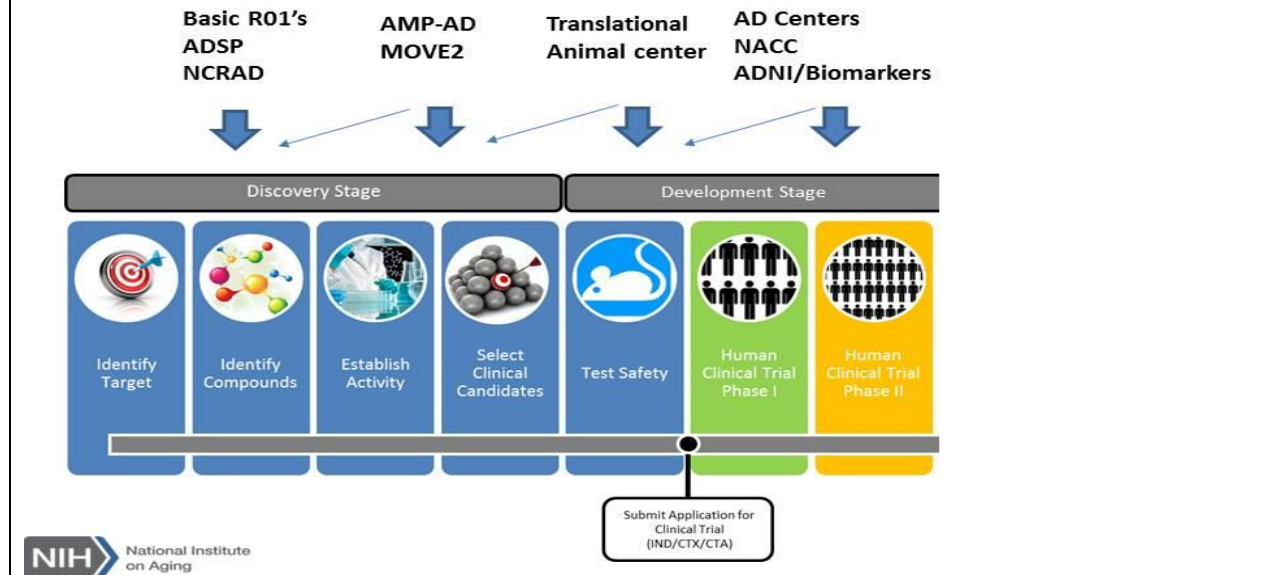 Basic R01's
ADSP
NCRAD
AMP-AD
MOVE2
Translational
Animal center
AD Centers
NACC
ADNI/Biomarkers
Discovery Stage
Development Stage
Identify
Target
Identify
Compounds
Establish
Activity
Select
Clinical
Candidates
Test Safety
Human
Clinical Trial
Phase I
Human
Clinical Trial
Phase II
Submit Application for
Clinical Trial
(IND/CTX/CTA)
NIH
National Institute
on Aging